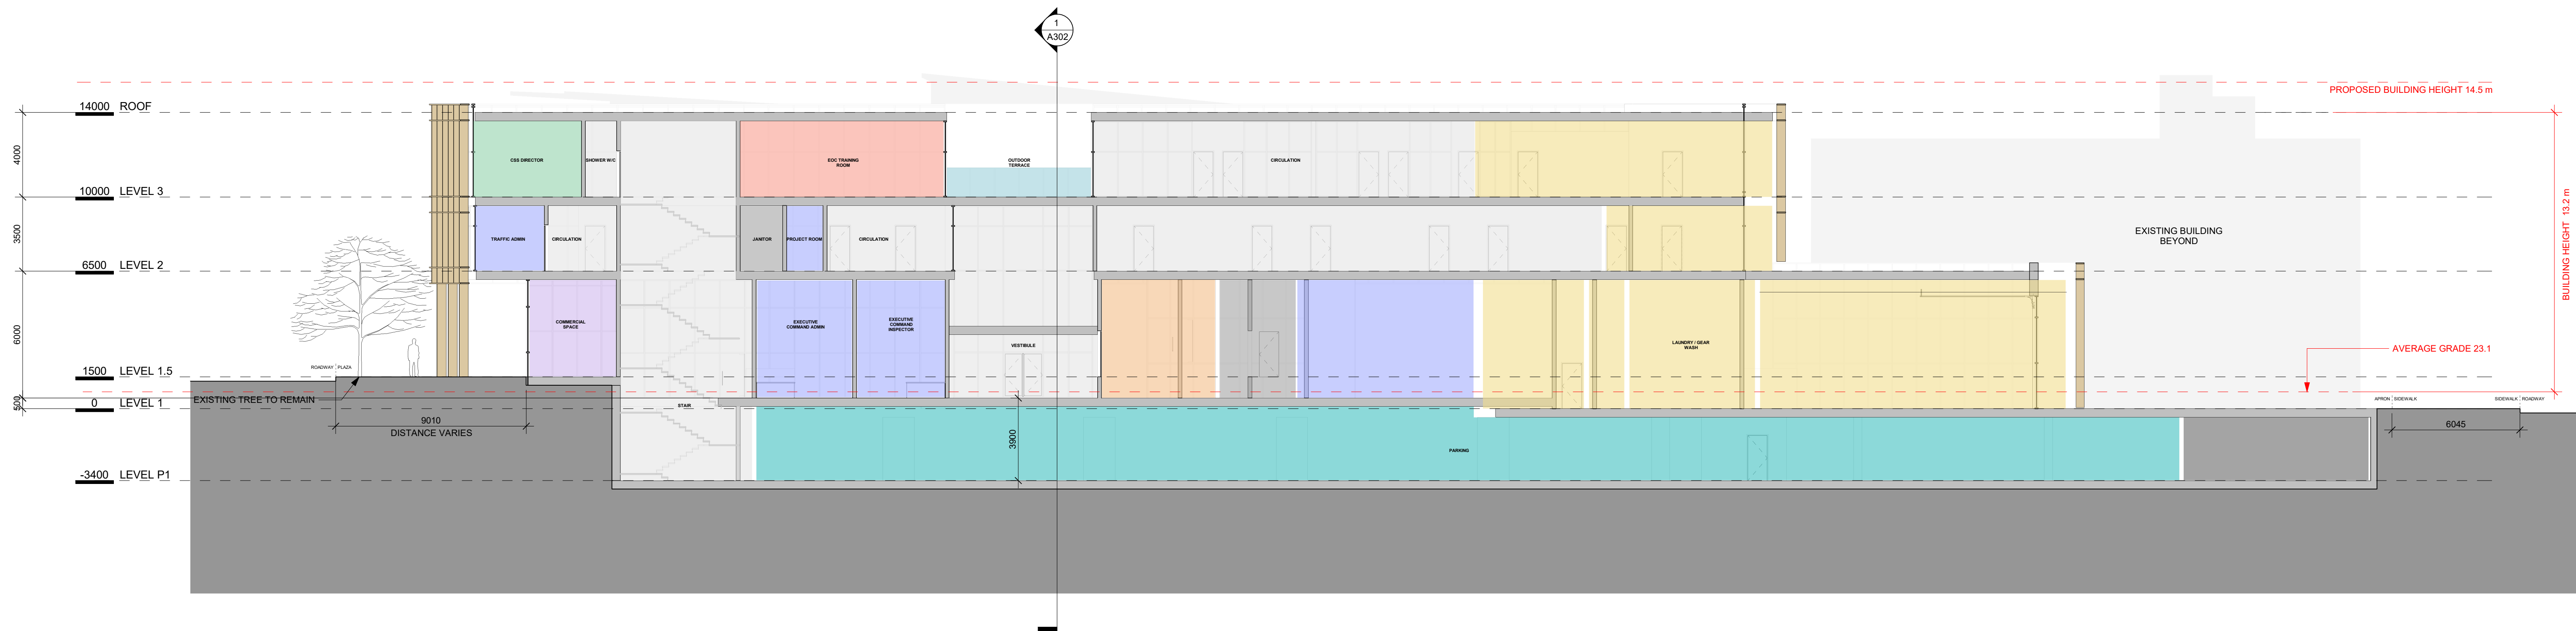 1
A302
PROPOSED BUILDING HEIGHT 14.5 m
14000 ROOF
4000
CSS DIRECTOR
SHOWER W/C
EOC TRAINING
ROOM
OUTDOOR
TERRACE
CIRCULATION
10000 LEVEL 3
3500
TRAFFIC ADMIN
CIRCULATION
JANITOR
PROJECT ROOM
CIRCULATION
EXISTING BUILDING
BEYOND
BUILDING HEIGHT 13.2 m
6500 LEVEL 2
6000
COMMERCIAL
SPACE
EXECUTIVE
COMMAND ADMIN
EXECUTIVE
COMMAND
INSPECTOR
VESTIBULE
LAUNDRY / GEAR
WASH
AVERAGE GRADE 23.1
ROADWAY PLAZA
1500 LEVEL 1.5
EXISTING TREE TO REMAIN
500
0 LEVEL 1
STAIR
APRON SIDEWALK
SIDEWALK ROADWAY
9010
DISTANCE VARIES
3900
6045
PARKING
-3400 LEVEL P1